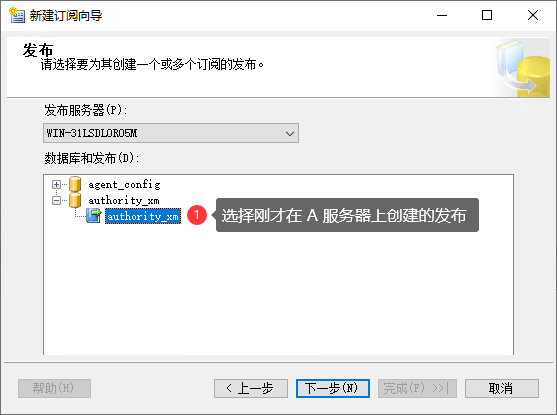 新建订阅向导
发布
请选择要为其创建一个或多个订阅的发布。
发布服务器(P):
WIN-31LSDLORO5M
数据库和发布(D):
agent_config
authority_xm
authority_xm
1 选择刚才在 A 服务器上创建的发布
帮助(H)
< 上一步
下一步(N)
完成(F) >>|
取消